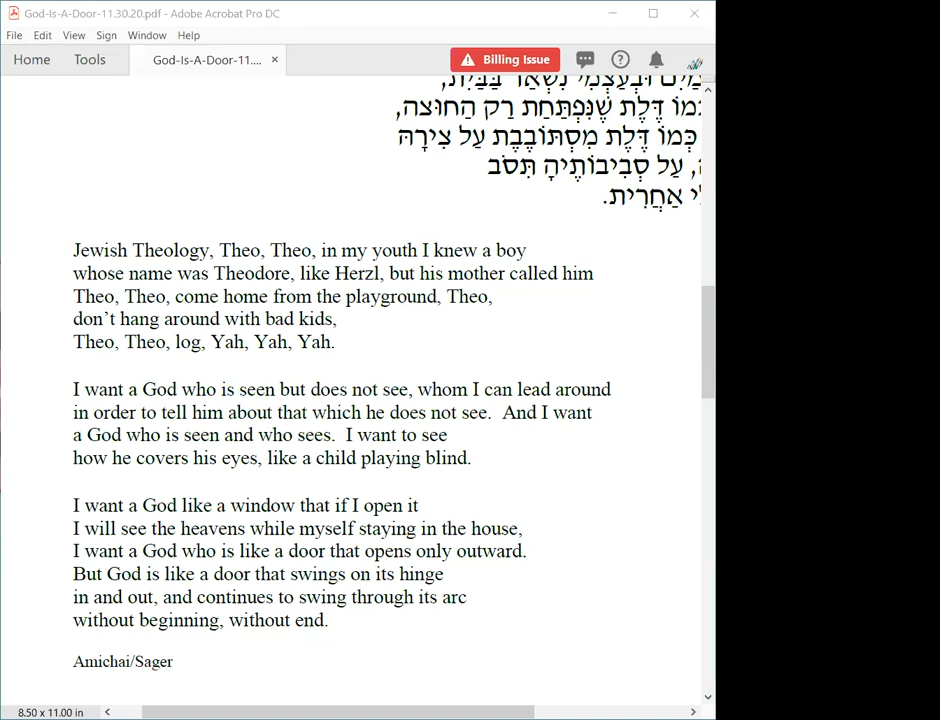 God-Is-A-Door-11.30.20.pdf - Adobe Acrobat Pro DC
File Edit View Sign Window Help
Home Tools God-Is-A-Door-11.... × Billing Issue
וּבְעַצְמִי נִשְׁאַר בַּבַּיִת,
דֶּלֶת שֶׁנִּפְתַּחַת רַק הַחוּצה,
כְּמוֹ דֶּלֶת מִסְתּוֹבֶבֶת עַל צִירָהּ
עַל סְבִיבוֹתֶיהָ תִּסֹּב
אַחֲרִית.
Jewish Theology, Theo, Theo, in my youth I knew a boy
whose name was Theodore, like Herzl, but his mother called him
Theo, Theo, come home from the playground, Theo,
don’t hang around with bad kids,
Theo, Theo, log, Yah, Yah, Yah.
I want a God who is seen but does not see, whom I can lead around
in order to tell him about that which he does not see. And I want
a God who is seen and who sees. I want to see
how he covers his eyes, like a child playing blind.
I want a God like a window that if I open it
I will see the heavens while myself staying in the house,
I want a God who is like a door that opens only outward.
But God is like a door that swings on its hinge
in and out, and continues to swing through its arc
without beginning, without end.
Amichai/Sager
8.50 x 11.00 in